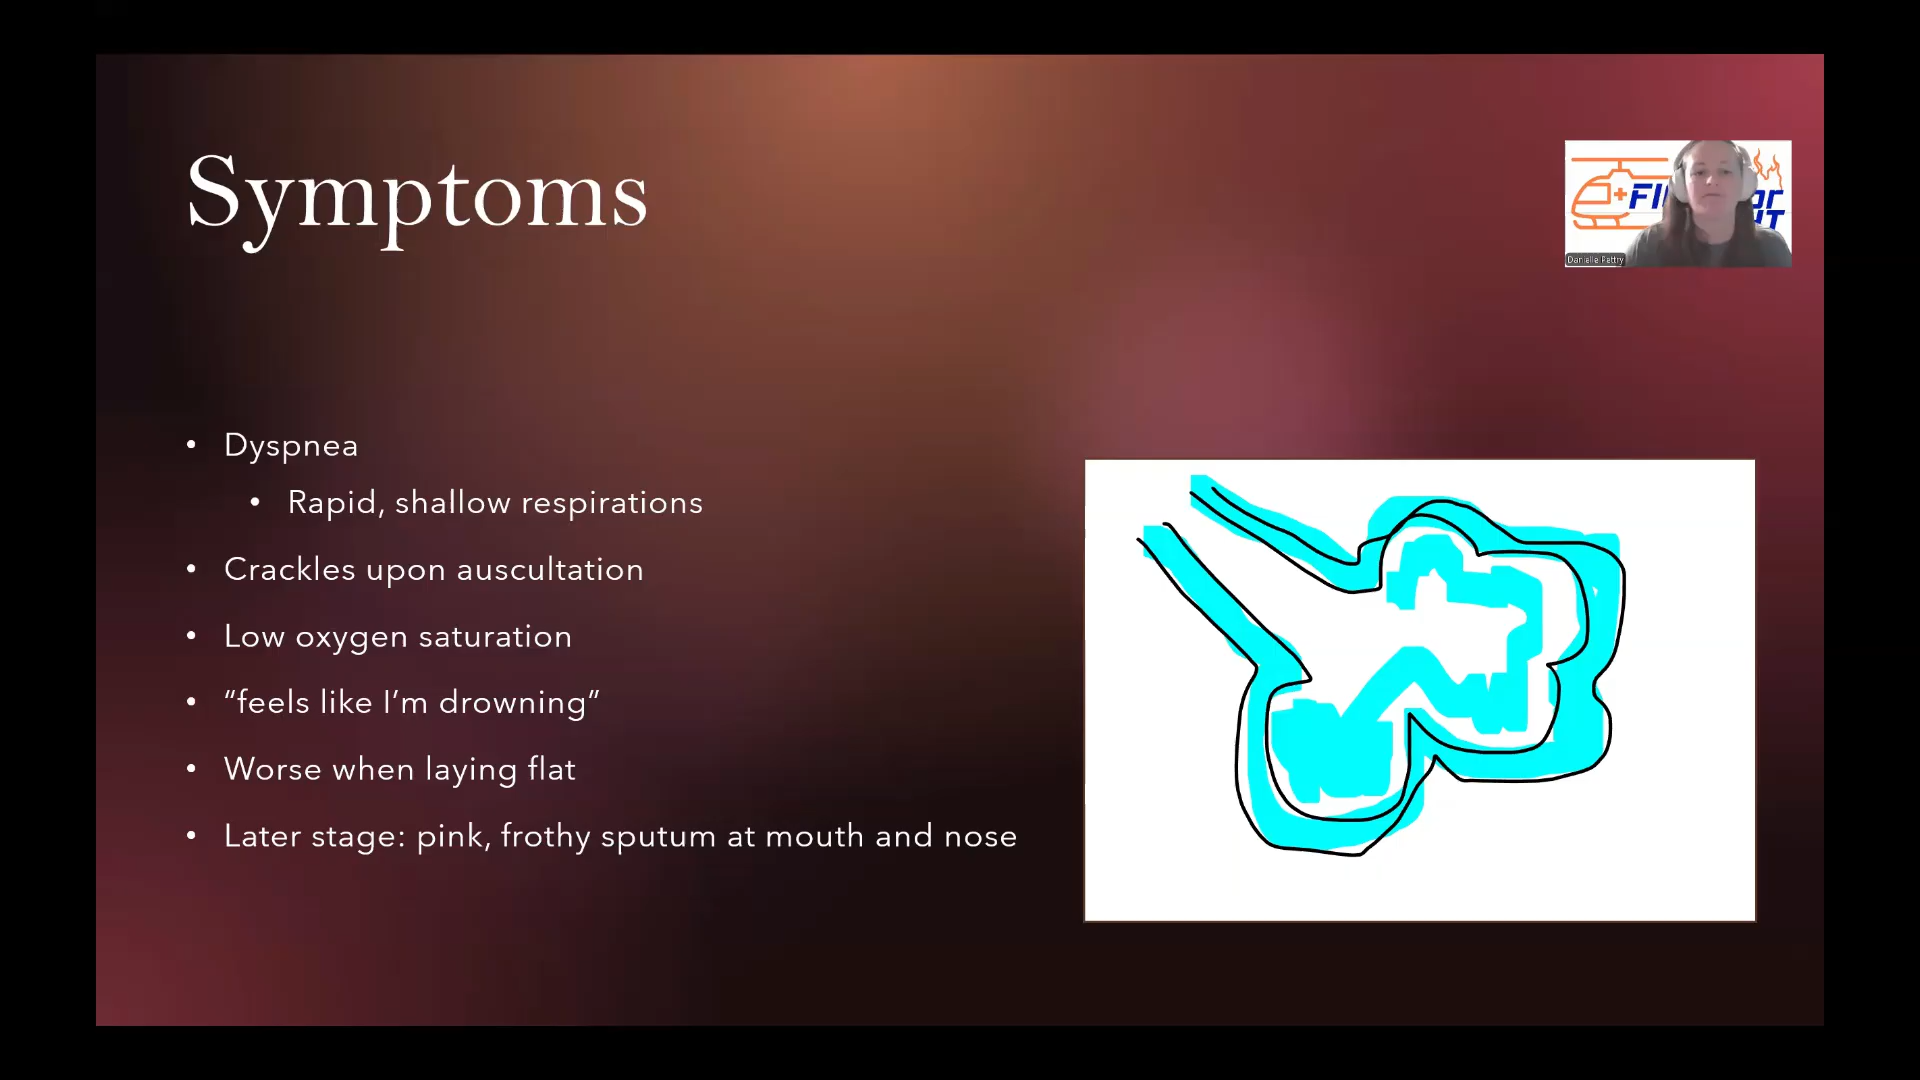 Symptoms
Danielle Pettry
• Dyspnea
• Rapid, shallow respirations
• Crackles upon auscultation
• Low oxygen saturation
• “feels like I’m drowning”
• Worse when laying flat
• Later stage: pink, frothy sputum at mouth and nose